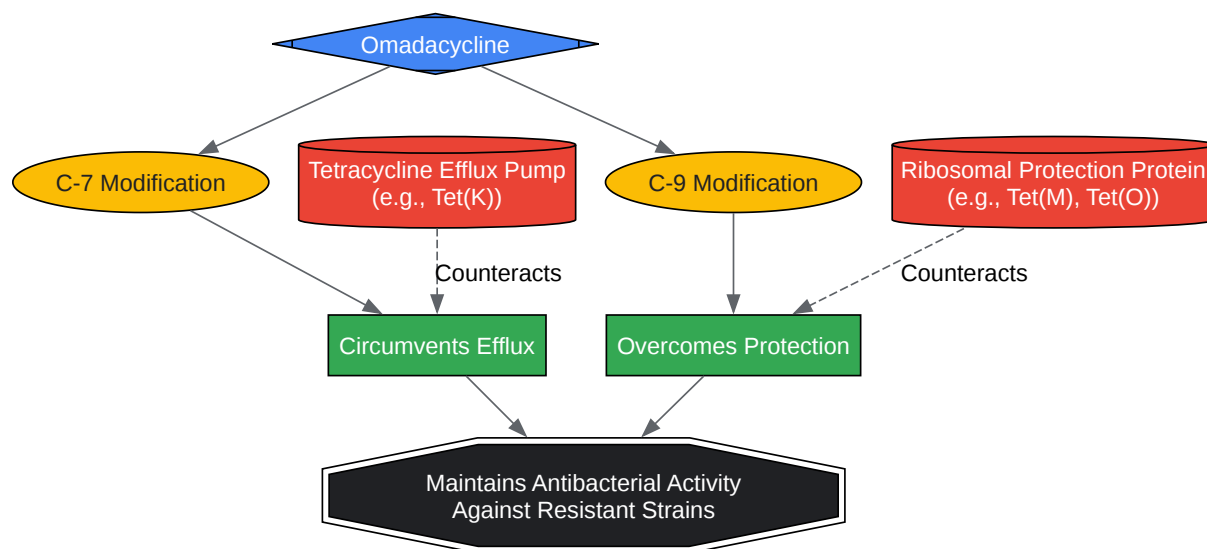 Omadacycline
C-7 Modification
Tetracycline Efflux Pump
(e.g., Tet(K))
C-9 Modification
Ribosomal Protection Protein
(e.g., Tet(M), Tet(O))
Counteracts
Counteracts
Circumvents Efflux
Overcomes Protection
Maintains Antibacterial Activity
Against Resistant Strains